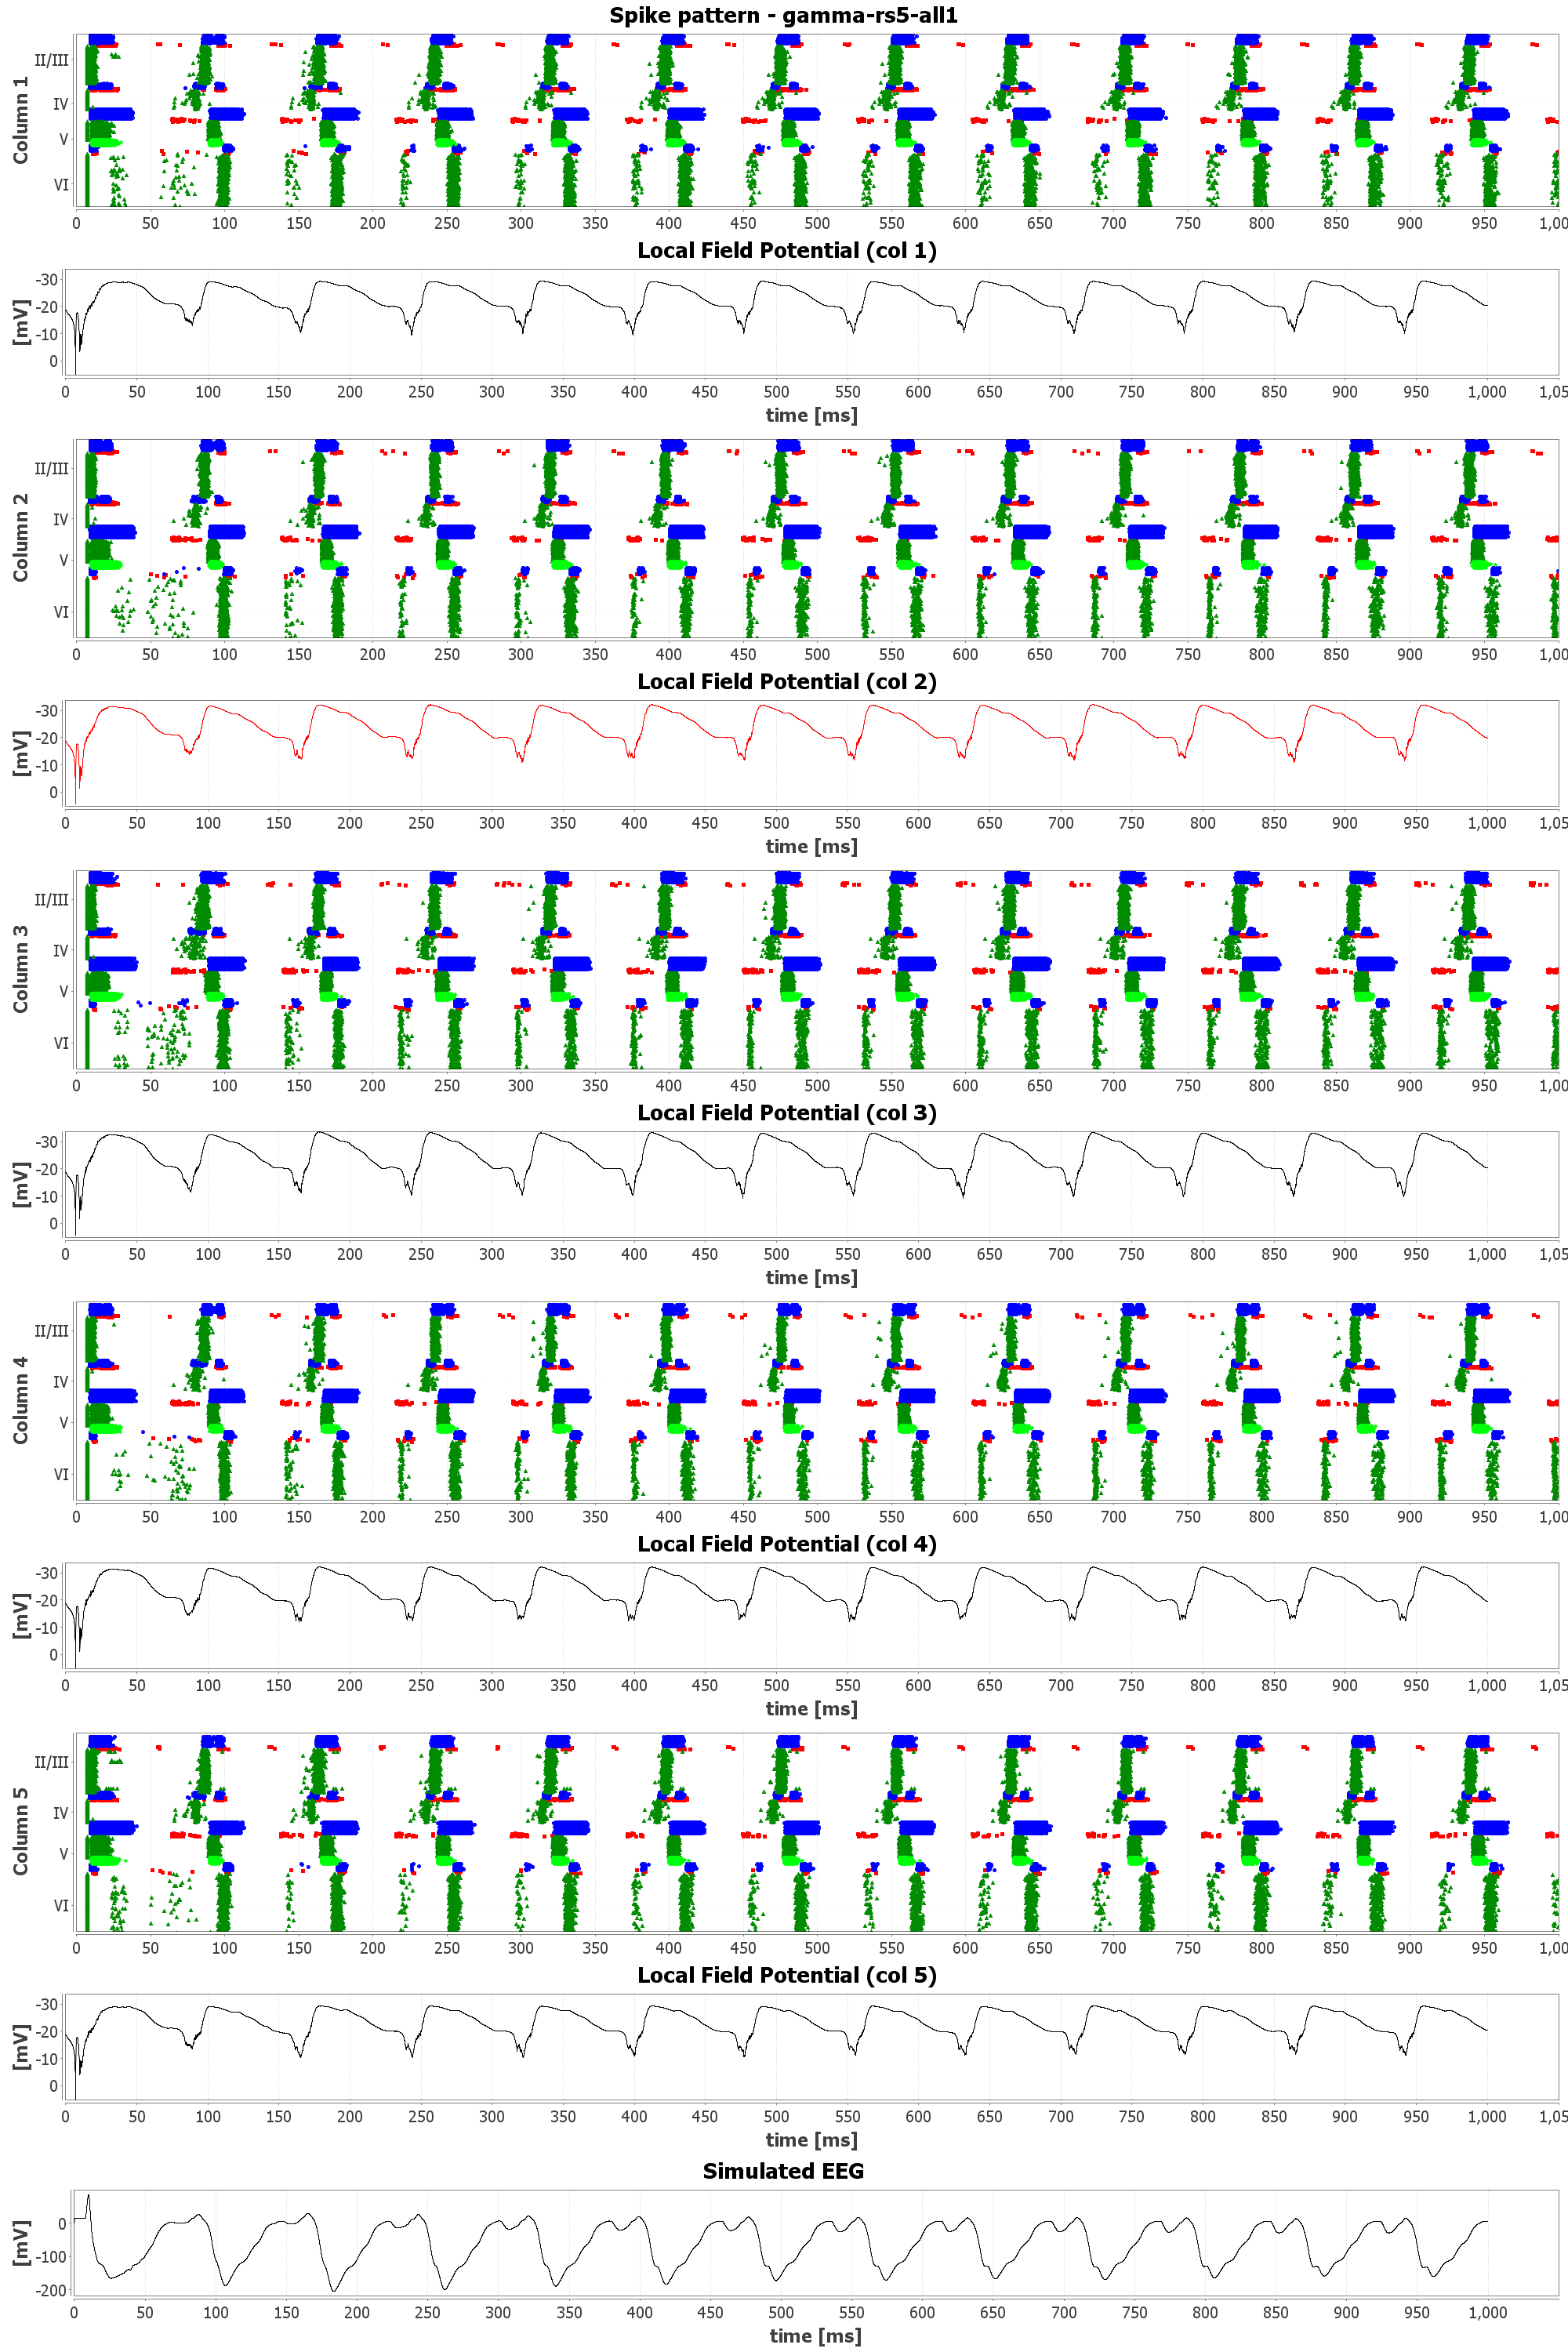 Spike pattern - gamma-rs5-all1
Column 1
II/III
IV
V
VI
0 50 100 150 200 250 300 350 400 450 500 550 600 650 700 750 800 850 900 950 1,00
Local Field Potential (col 1)
[mV]
-30
-20
-10
0
0 50 100 150 200 250 300 350 400 450 500 550 600 650 700 750 800 850 900 950 1,000 1,05
time [ms]
Column 2
II/III
IV
V
VI
0 50 100 150 200 250 300 350 400 450 500 550 600 650 700 750 800 850 900 950 1,00
Local Field Potential (col 2)
[mV]
-30
-20
-10
0
0 50 100 150 200 250 300 350 400 450 500 550 600 650 700 750 800 850 900 950 1,000 1,05
time [ms]
Column 3
II/III
IV
V
VI
0 50 100 150 200 250 300 350 400 450 500 550 600 650 700 750 800 850 900 950 1,00
Local Field Potential (col 3)
[mV]
-30
-20
-10
0
0 50 100 150 200 250 300 350 400 450 500 550 600 650 700 750 800 850 900 950 1,000 1,05
time [ms]
Column 4
II/III
IV
V
VI
0 50 100 150 200 250 300 350 400 450 500 550 600 650 700 750 800 850 900 950 1,00
Local Field Potential (col 4)
[mV]
-30
-20
-10
0
0 50 100 150 200 250 300 350 400 450 500 550 600 650 700 750 800 850 900 950 1,000 1,05
time [ms]
Column 5
II/III
IV
V
VI
0 50 100 150 200 250 300 350 400 450 500 550 600 650 700 750 800 850 900 950 1,00
Local Field Potential (col 5)
[mV]
-30
-20
-10
0
0 50 100 150 200 250 300 350 400 450 500 550 600 650 700 750 800 850 900 950 1,000 1,05
time [ms]
Simulated EEG
[mV]
0
-100
-200
0 50 100 150 200 250 300 350 400 450 500 550 600 650 700 750 800 850 900 950 1,000
time [ms]